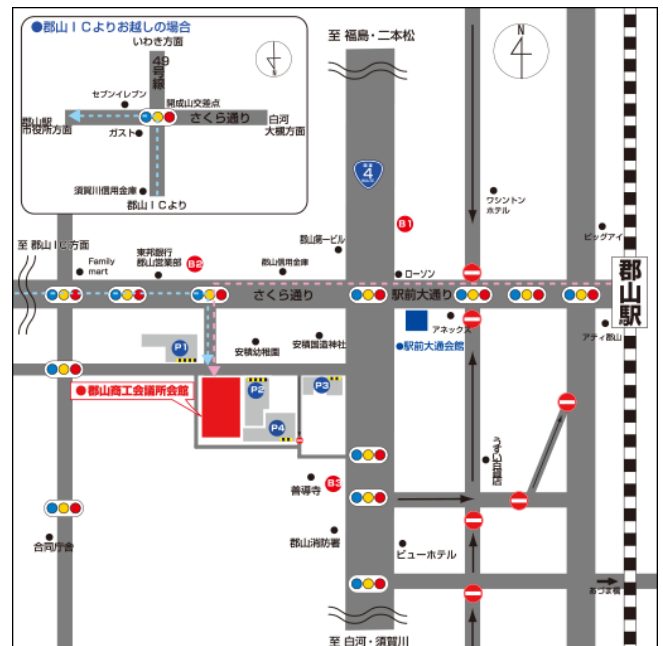 ●郡山ICよりお越しの場合
いわき方面
49号線
セブンイレブン
開成山交差点
郡山駅
市役所方面
さくら通り
白河
大槻方面
ガスト
須賀川信用金庫
郡山ICより
N
至 福島・二本松
N
国道
4
ワシントン
ホテル
B1
郡山第一ビル
ビッグアイ
至 郡山IC方面
Family
mart
東邦銀行
郡山営業部
B2
郡山信用金庫
ローソン
郡山駅
さくら通り
駅前大通り
アネックス
アティ郡山
●駅前大通会館
P1
安積幼稚園
安積国造神社
●郡山商工会議所会館
P2
P3
P4
うすい百貨店
善導寺
B3
郡山消防署
合同庁舎
ビューホテル
あづま橋
至 白河・須賀川